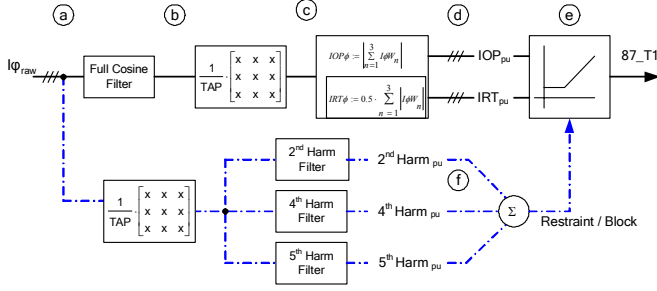 a
b
c
d
e
Iφraw
Full Cosine
Filter
1
TAP
x x x
x x x
x x x
IOPϕ := | 3 ∑ n=1 IϕWn |
IRTϕ := 0.5 · 3 ∑ n = 1 | IϕWn |
IOPpu
IRTpu
87_T1
1
TAP
x x x
x x x
x x x
2nd Harm
Filter
2nd Harm pu
4th Harm
Filter
4th Harm pu
5th Harm
Filter
5th Harm pu
f
Σ
Restraint / Block